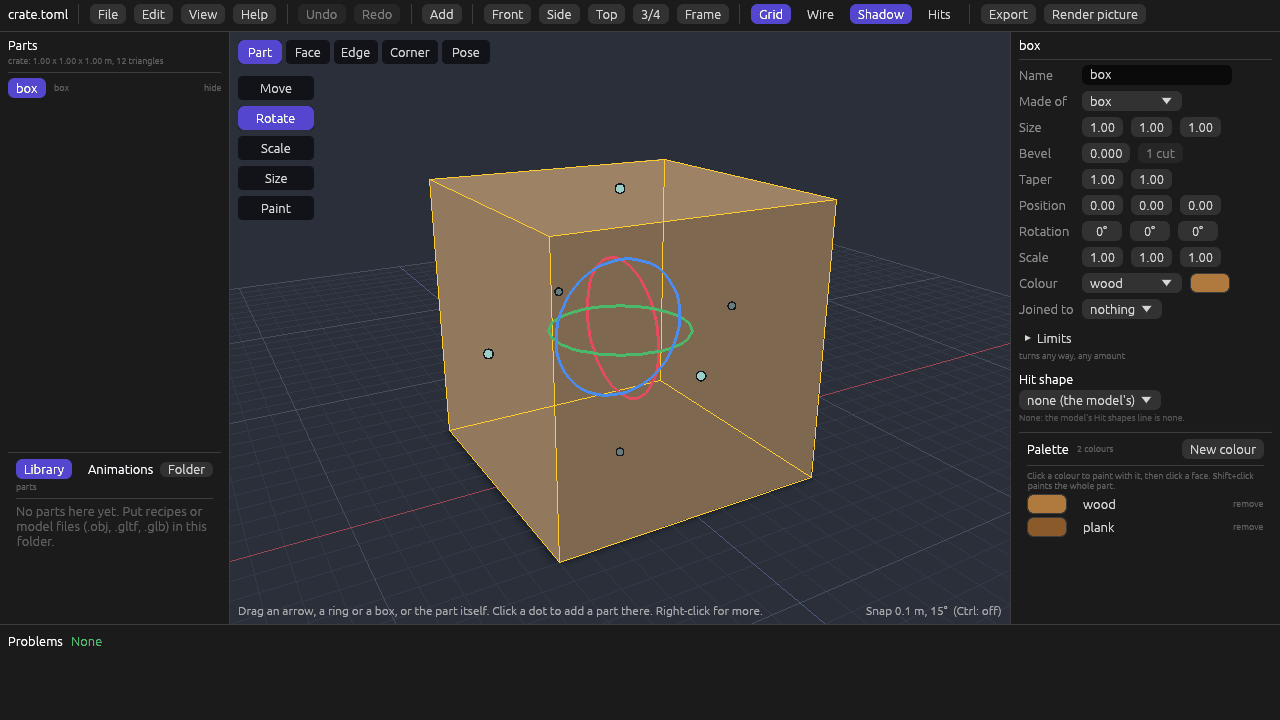 crate.toml File Edit View Help Undo Redo Add Front Side Top 3/4 Frame Grid Wire Shadow Hits Export Render picture
Parts
crate: 1.00 x 1.00 x 1.00 m, 12 triangles
box box hide
Library Animations Folder
parts
No parts here yet. Put recipes or
model files (.obj, .gltf, .glb) in this
folder.
Part Face Edge Corner Pose
Move
Rotate
Scale
Size
Paint
Drag an arrow, a ring or a box, or the part itself. Click a dot to add a part there. Right-click for more.
Snap 0.1 m, 15° (Ctrl: off)
box
Name box
Made of box
Size 1.00 1.00 1.00
Bevel 0.000 1 cut
Taper 1.00 1.00
Position 0.00 0.00 0.00
Rotation 0° 0° 0°
Scale 1.00 1.00 1.00
Colour wood
Joined to nothing
Limits
turns any way, any amount
Hit shape
none (the model's)
None: the model's Hit shapes line is none.
Palette 2 colours New colour
Click a colour to paint with it, then click a face. Shift+click
paints the whole part.
wood remove
plank remove
Problems None